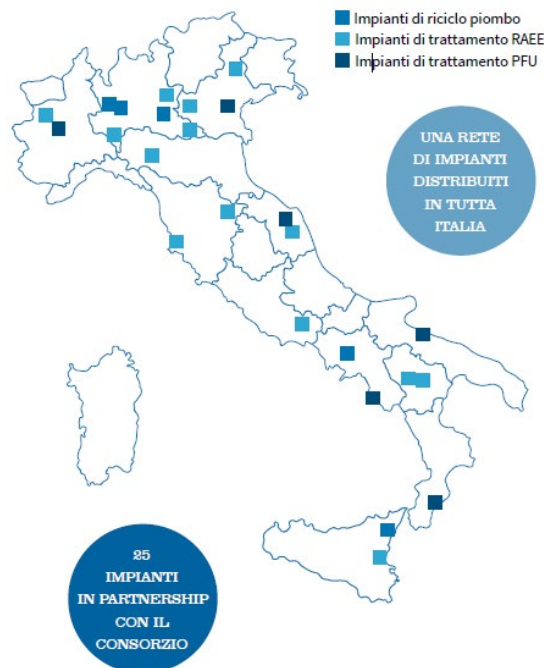 Impianti di riciclo piombo
Impianti di trattamento RAEE
Impianti di trattamento PFU
UNA RETE
DI IMPIANTI
DISTRIBUITI
IN TUTTA
ITALIA
25
IMPIANTI
IN PARTNERSHIP
CON IL
CONSORZIO